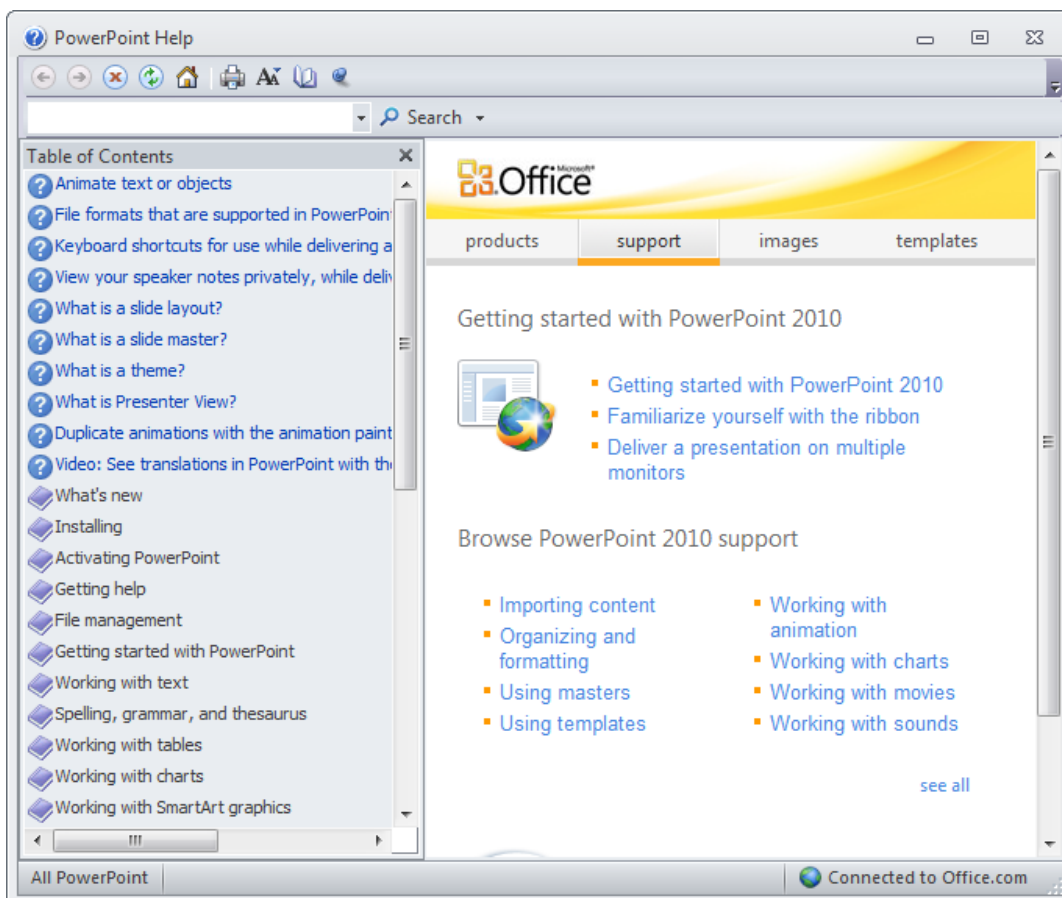 PowerPoint Help
Search
Table of Contents
Animate text or objects
File formats that are supported in PowerPoin
Keyboard shortcuts for use while delivering a
View your speaker notes privately, while deliv
What is a slide layout?
What is a slide master?
What is a theme?
What is Presenter View?
Duplicate animations with the animation paint
Video: See translations in PowerPoint with the
What's new
Installing
Activating PowerPoint
Getting help
File management
Getting started with PowerPoint
Working with text
Spelling, grammar, and thesaurus
Working with tables
Working with charts
Working with SmartArt graphics
Microsoft®
Office
products support images templates
Getting started with PowerPoint 2010
Getting started with PowerPoint 2010
Familiarize yourself with the ribbon
Deliver a presentation on multiple
monitors
Browse PowerPoint 2010 support
Importing content
Organizing and
formatting
Using masters
Using templates
Working with
animation
Working with charts
Working with movies
Working with sounds
see all
All PowerPoint
Connected to Office.com